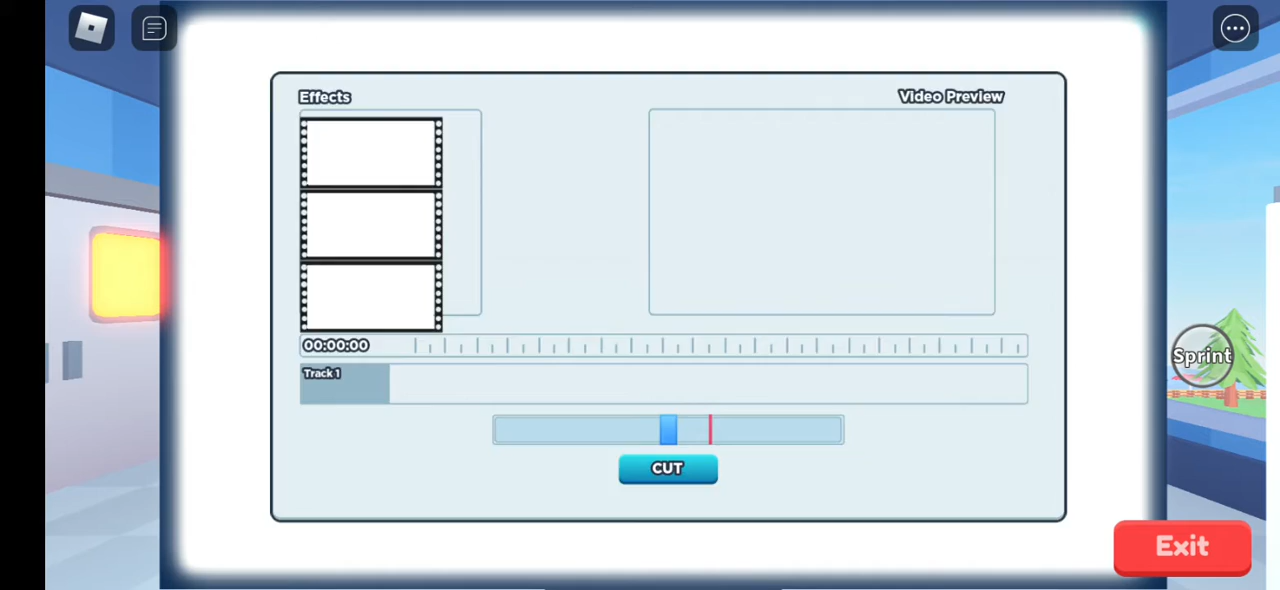 Effects
Video Preview
00:00:00
Track 1
Sprint
CUT
Exit